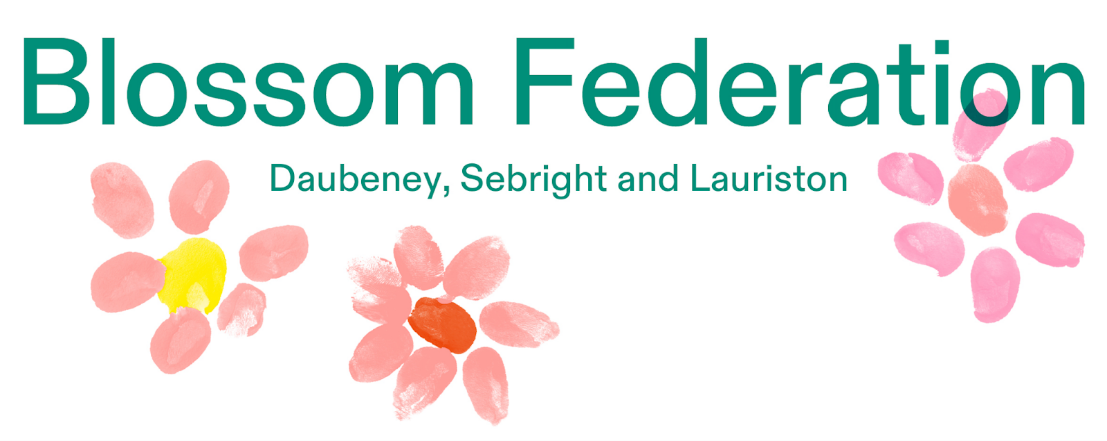 Blossom Federation
Daubeney, Sebright and Lauriston